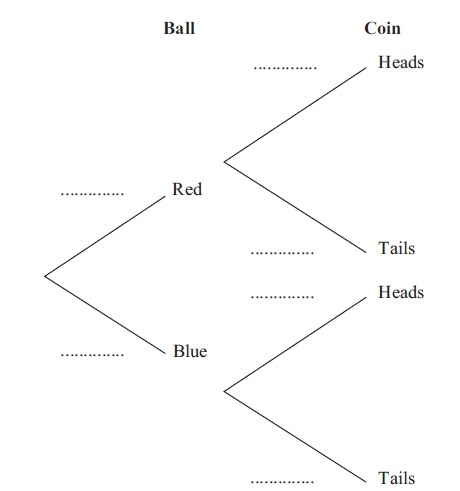 Ball Coin
............. Heads
............. Red
............. Tails
............. Heads
............. Blue
............. Tails